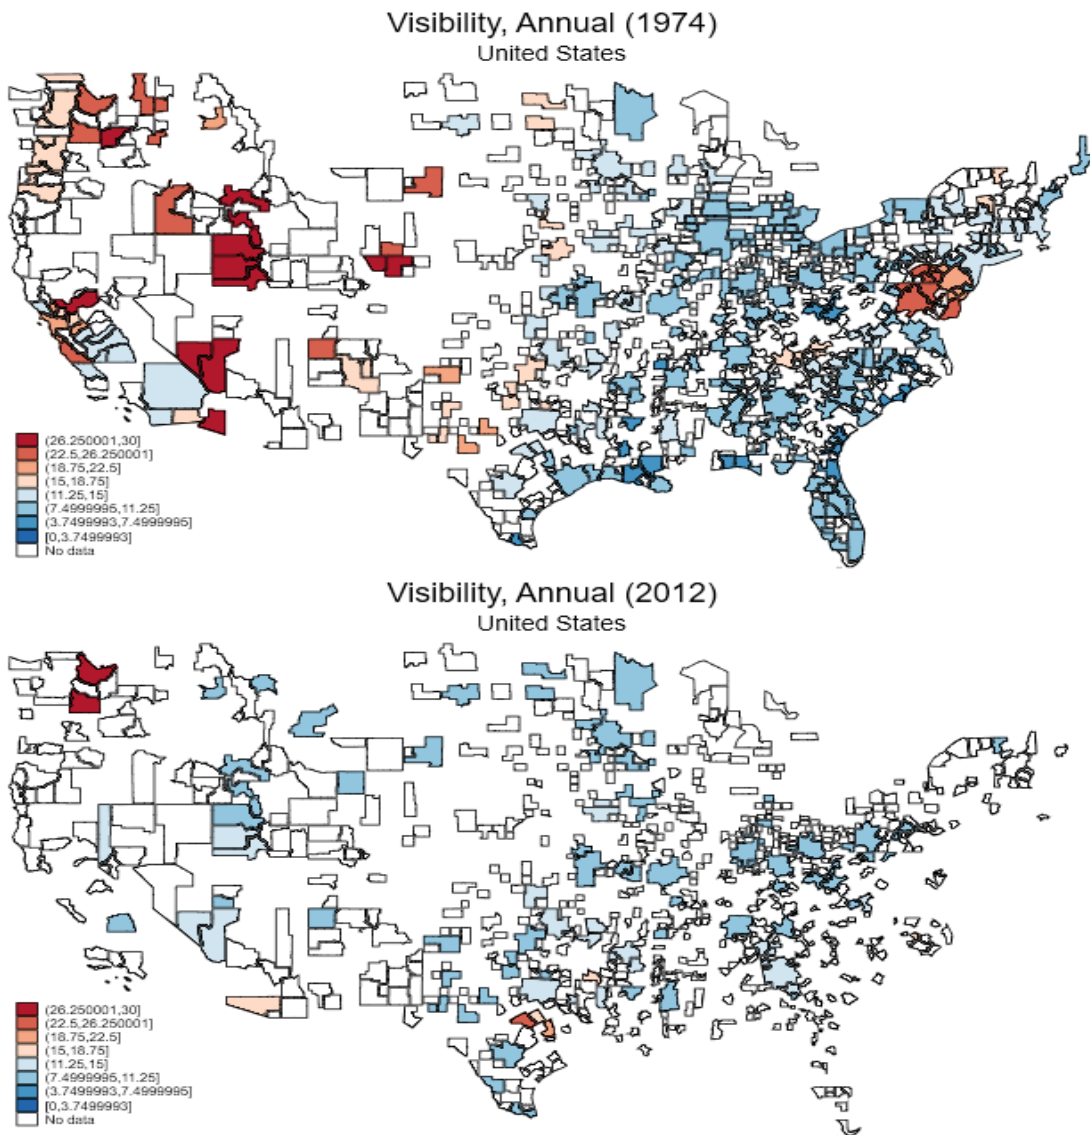 Visibility, Annual (1974)
United States
(26.250001,30]
(22.5,26.250001]
(18.75,22.5]
(15,18.75]
(11.25,15]
(7.4999995,11.25]
(3.7499993,7.4999995]
[0,3.7499993]
No data
Visibility, Annual (2012)
United States
(26.250001,30]
(22.5,26.250001]
(18.75,22.5]
(15,18.75]
(11.25,15]
(7.4999995,11.25]
(3.7499993,7.4999995]
[0,3.7499993]
No data